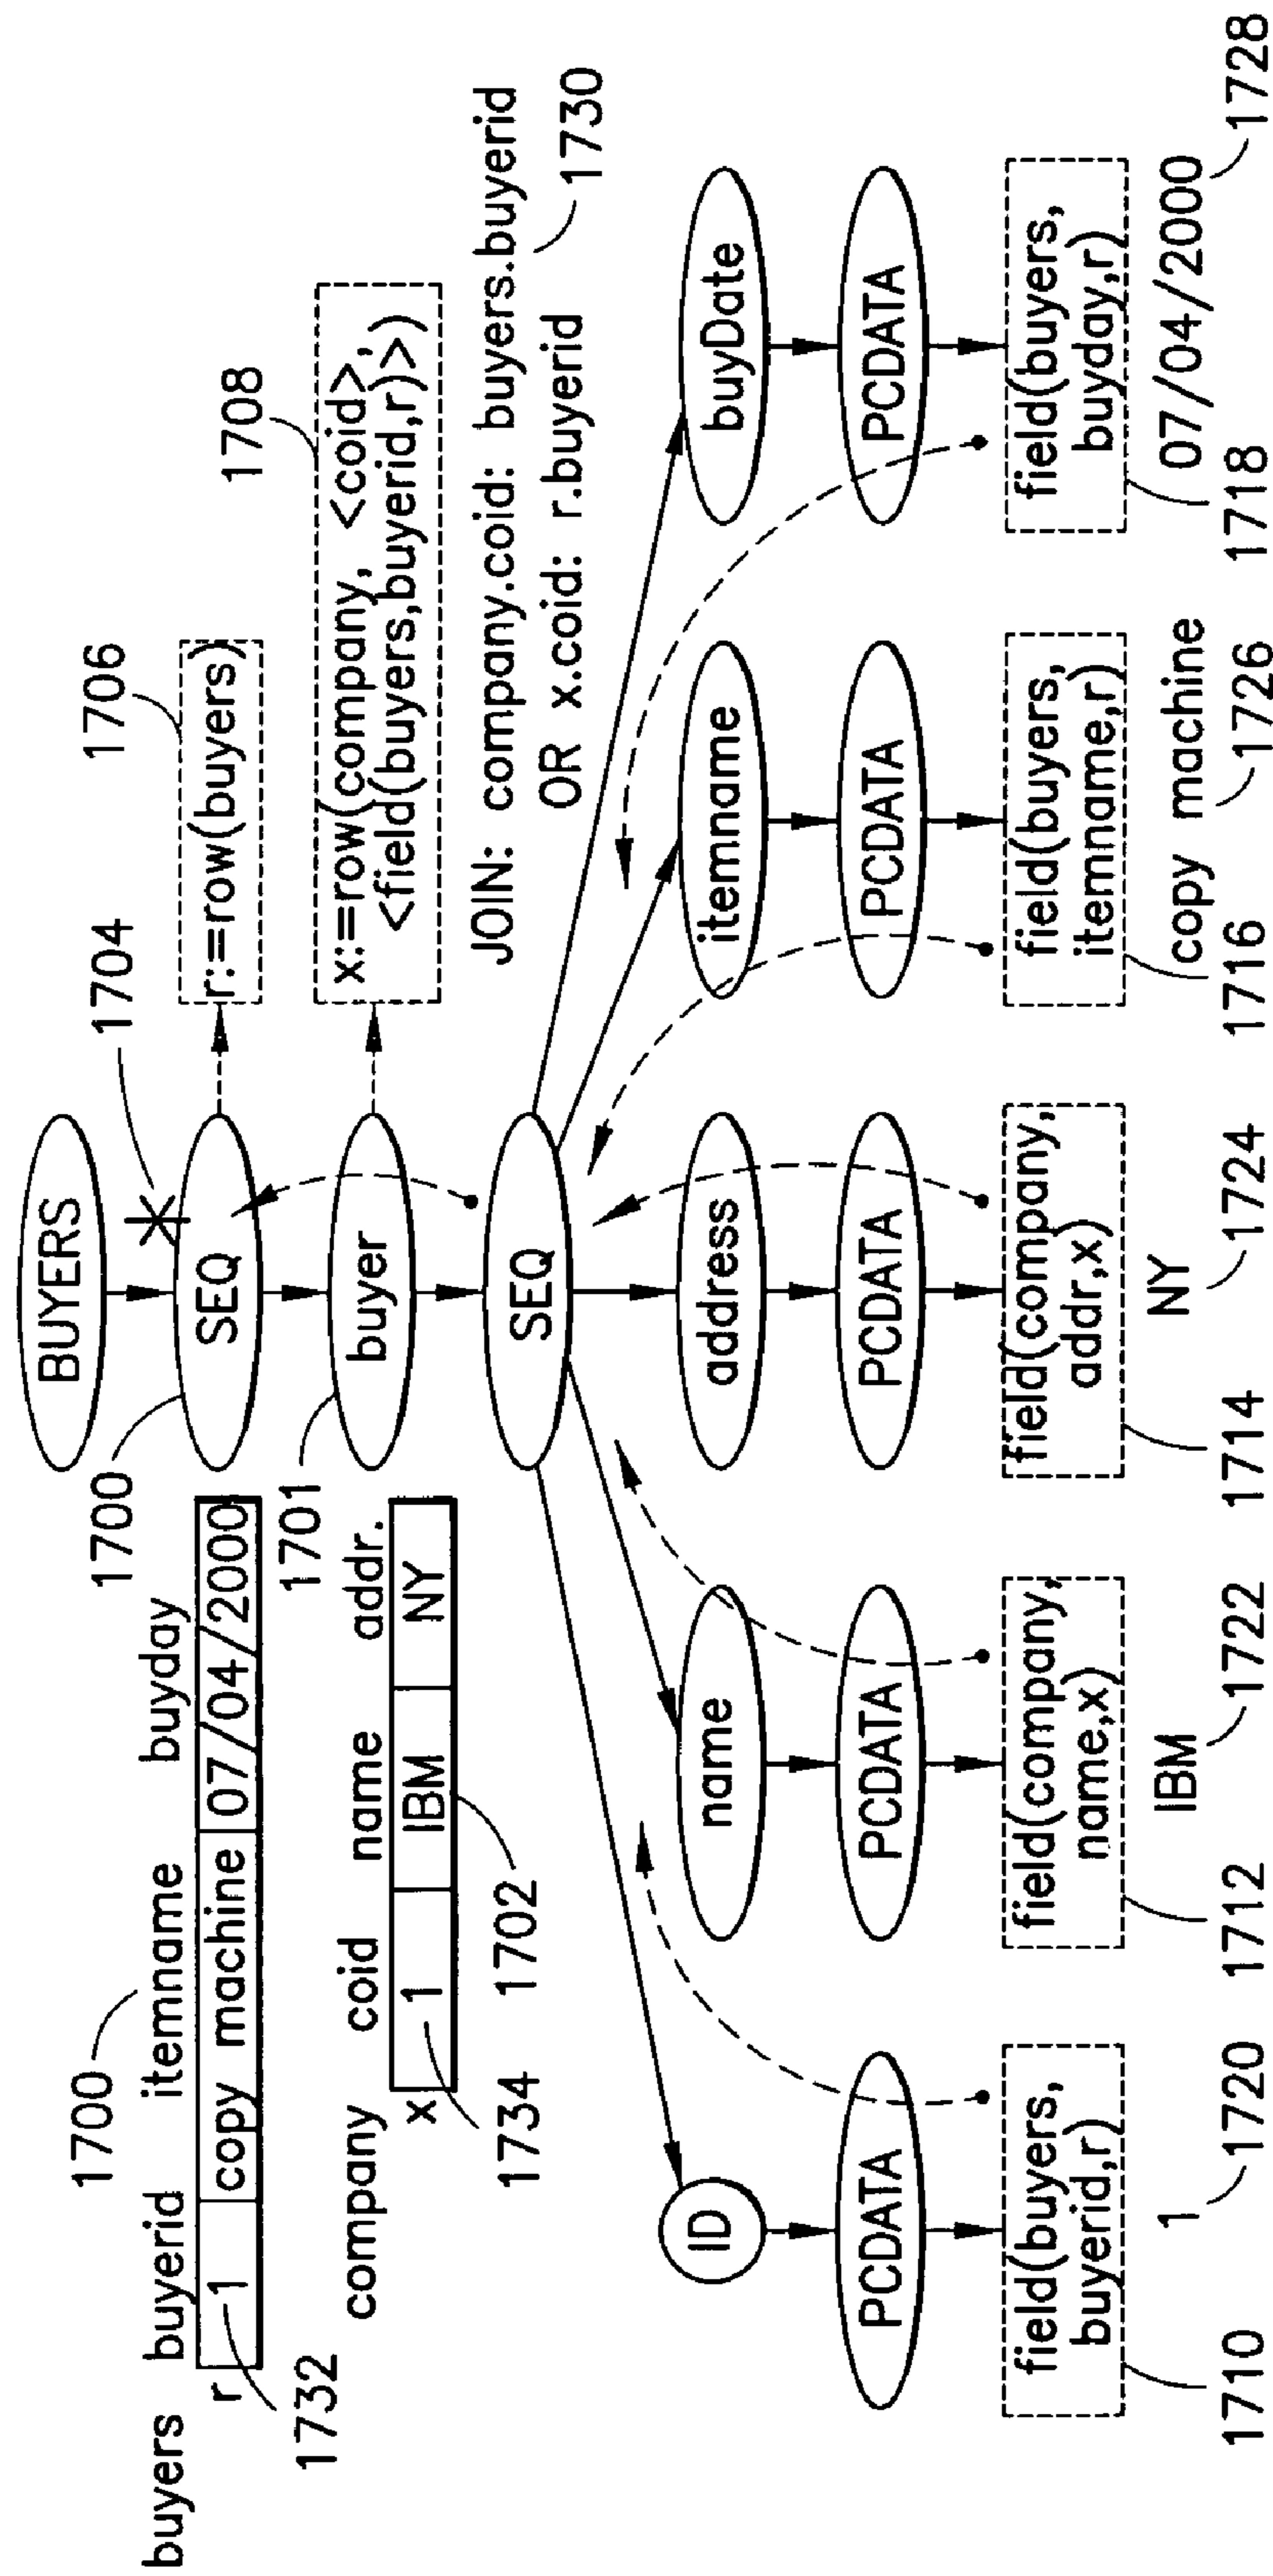 BUYERS
1704
1706
1700
1700
buyers buyerid itemname buyday
r 1 copy machine 07/04/2000
1732
SEQ
r:=row(buyers)
1708
1701
company coid name addr.
x 1 IBM NY
1734
1702
buyer
x:=row(company, <coid>,
<field(buyers,buyerid,r)>)
SEQ
JOIN: company.coid: buyers.buyerid
OR x.coid: r.buyerid
1730
ID
name
address
itemname
buyDate
PCDATA
PCDATA
PCDATA
PCDATA
PCDATA
field(buyers,
buyerid,r)
field(company,
name,x)
field(company,
addr,x)
field(buyers,
itemname,r)
field(buyers,
buyday,r)
1
IBM
NY
copy machine
07/04/2000
1710
1720
1712
1722
1714
1724
1716
1726
1718
1728